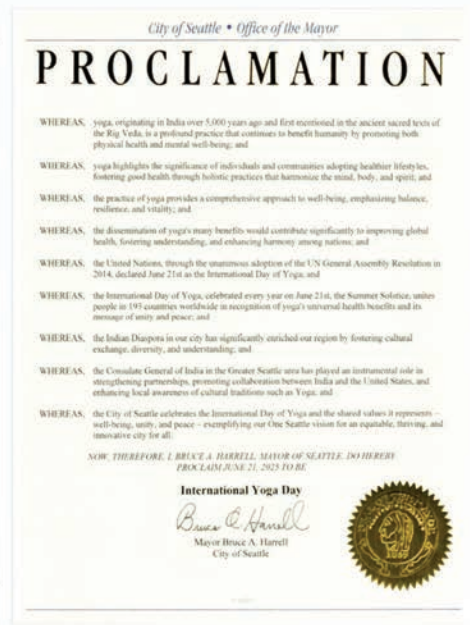 City of Seattle • Office of the Mayor
PROCLAMATION
WHEREAS, yoga, originating in India over 5,000 years ago and first mentioned in the ancient sacred texts of
the Rig Veda, is a profound practice that continues to benefit humanity by promoting both
physical health and mental well-being; and
WHEREAS, yoga highlights the significance of individuals and communities adopting healthier lifestyles,
fostering good health through holistic practices that harmonize the mind, body, and spirit; and
WHEREAS, the practice of yoga provides a comprehensive approach to well-being, emphasizing balance,
resilience, and vitality; and
WHEREAS, the dissemination of yoga's many benefits would contribute significantly to improving global
health, fostering understanding, and enhancing harmony among nations; and
WHEREAS, the United Nations, through the unanimous adoption of the UN General Assembly Resolution in
2014, declared June 21st as the International Day of Yoga; and
WHEREAS, the International Day of Yoga, celebrated every year on June 21st, the Summer Solstice, unites
people in 193 countries worldwide in recognition of yoga's universal health benefits and its
message of unity and peace; and
WHEREAS, the Indian Diaspora in our city has significantly enriched our region by fostering cultural
exchange, diversity, and understanding; and
WHEREAS, the Consulate General of India in the Greater Seattle area has played an instrumental role in
strengthening partnerships, promoting collaboration between India and the United States, and
enhancing local awareness of cultural traditions such as Yoga; and
WHEREAS, the City of Seattle celebrates the International Day of Yoga and the shared values it represents –
well-being, unity, and peace – exemplifying our One Seattle vision for an equitable, thriving, and
innovative city for all.
NOW, THEREFORE, I, BRUCE A. HARRELL, MAYOR OF SEATTLE, DO HEREBY
PROCLAIM JUNE 21, 2025 TO BE
International Yoga Day
Bruce A. Harrell
Mayor Bruce A. Harrell
City of Seattle